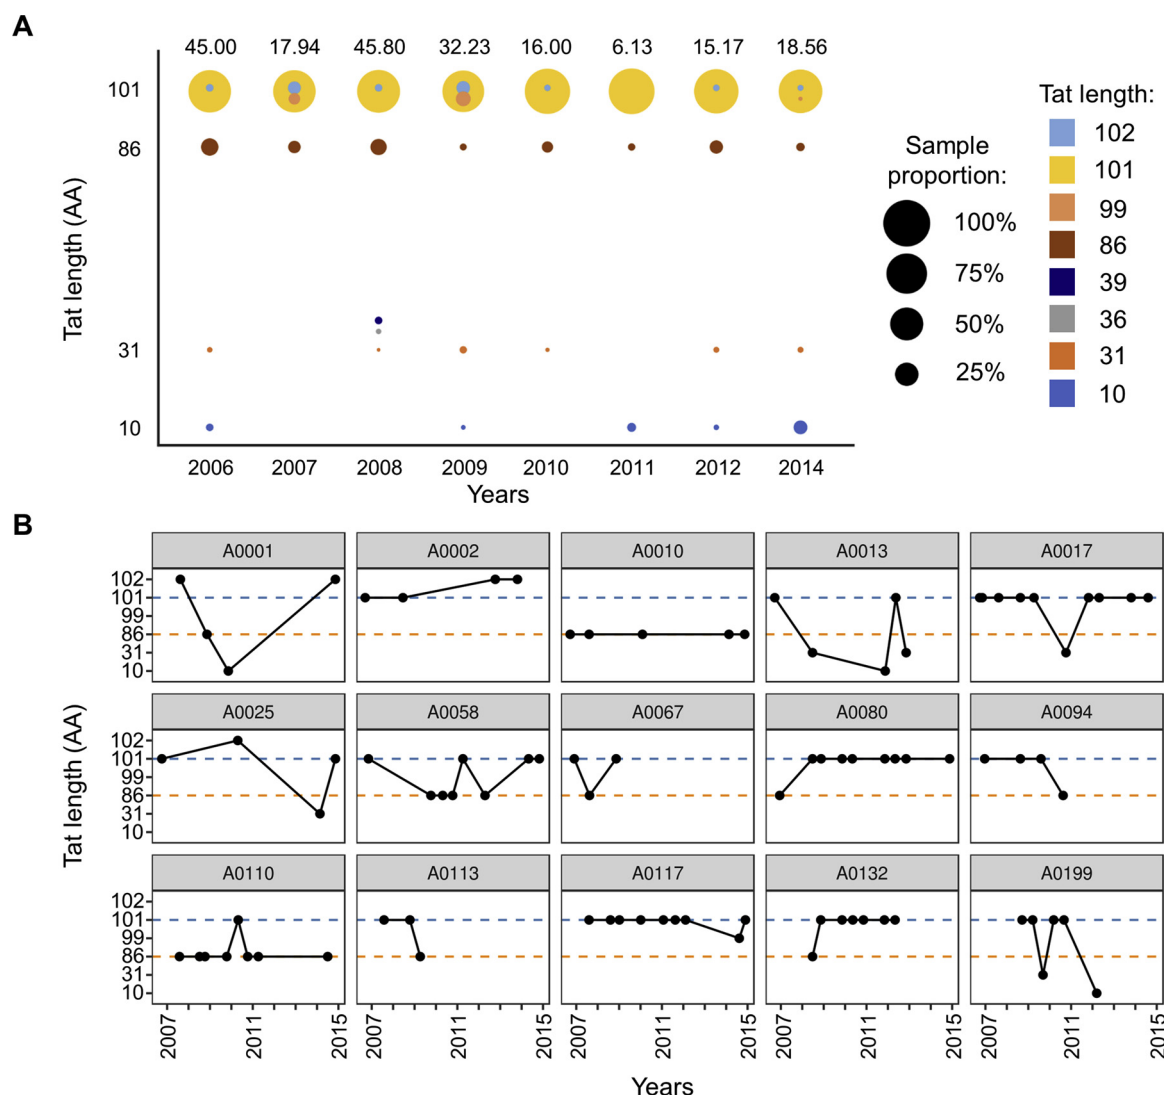 A
45.00 17.94 45.80 32.23 16.00 6.13 15.17 18.56
101
86
31
10
Tat length (AA)
2006 2007 2008 2009 2010 2011 2012 2014
Years
Sample
proportion:
100%
75%
50%
25%
Tat length:
102
101
99
86
39
36
31
10
B
A0001 A0002 A0010 A0013 A0017
102
101
99
86
31
10
A0025 A0058 A0067 A0080 A0094
102
101
99
86
31
10
Tat length (AA)
A0110 A0113 A0117 A0132 A0199
102
101
99
86
31
10
2007 2011 2015 2007 2011 2015 2007 2011 2015 2007 2011 2015 2007 2011 2015
Years